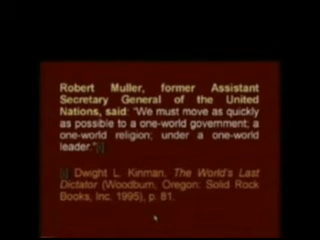 Robert Muller, former Assistant
Secretary General of the United
Nations, said: "We must move as quickly
as possible to a one-world government; a
one-world religion; under a one-world
leader."[i]
[i] Dwight L. Kinman, The World's Last
Dictator (Woodburn, Oregon: Solid Rock
Books, Inc. 1995), p. 81.